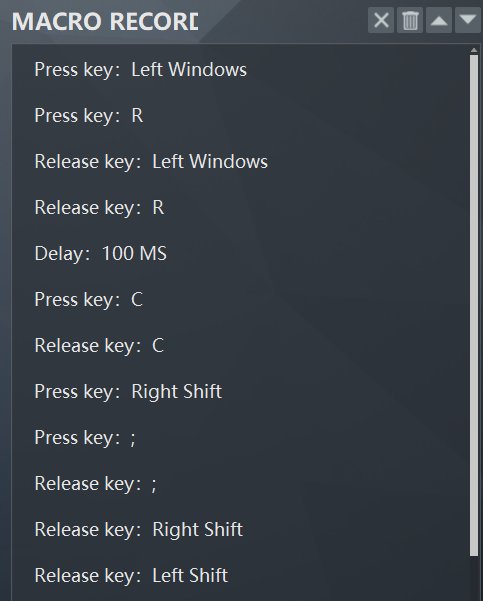 MACRO RECORD
Press key: Left Windows
Press key: R
Release key: Left Windows
Release key: R
Delay: 100 MS
Press key: C
Release key: C
Press key: Right Shift
Press key: ;
Release key: ;
Release key: Right Shift
Release key: Left Shift